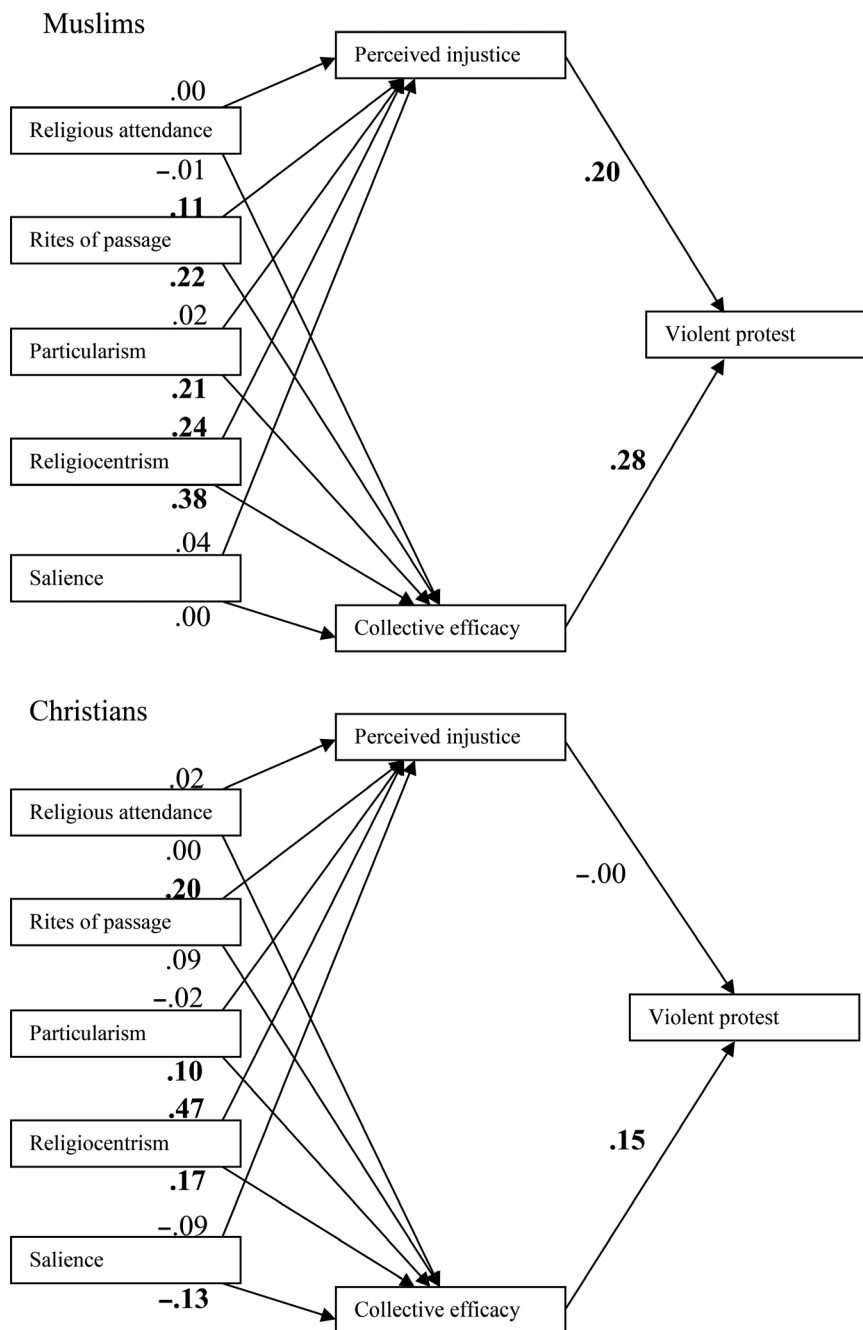 Muslims
Perceived injustice
.00
Religious attendance
−.01
.11
.20
Rites of passage
.22
.02
Violent protest
Particularism
.21
.24
Religiocentrism
.28
.38
.04
Salience
.00
Collective efficacy
Christians
Perceived injustice
.02
Religious attendance
.00
−.00
.20
Rites of passage
.09
−.02
Violent protest
Particularism
.10
.47
Religiocentrism
.15
.17
−.09
Salience
−.13
Collective efficacy